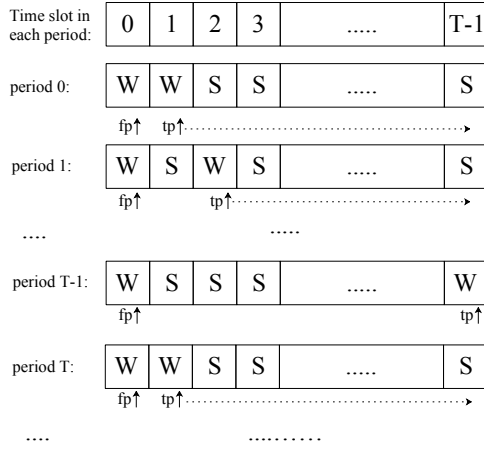 Time slot in
each period: 0 1 2 3 ..... T-1
period 0: W W S S ..... S
fp tp
period 1: W S W S ..... S
fp tp
.... .....
period T-1: W S S S ..... W
fp tp
period T: W W S S ..... S
fp tp
.... ..........